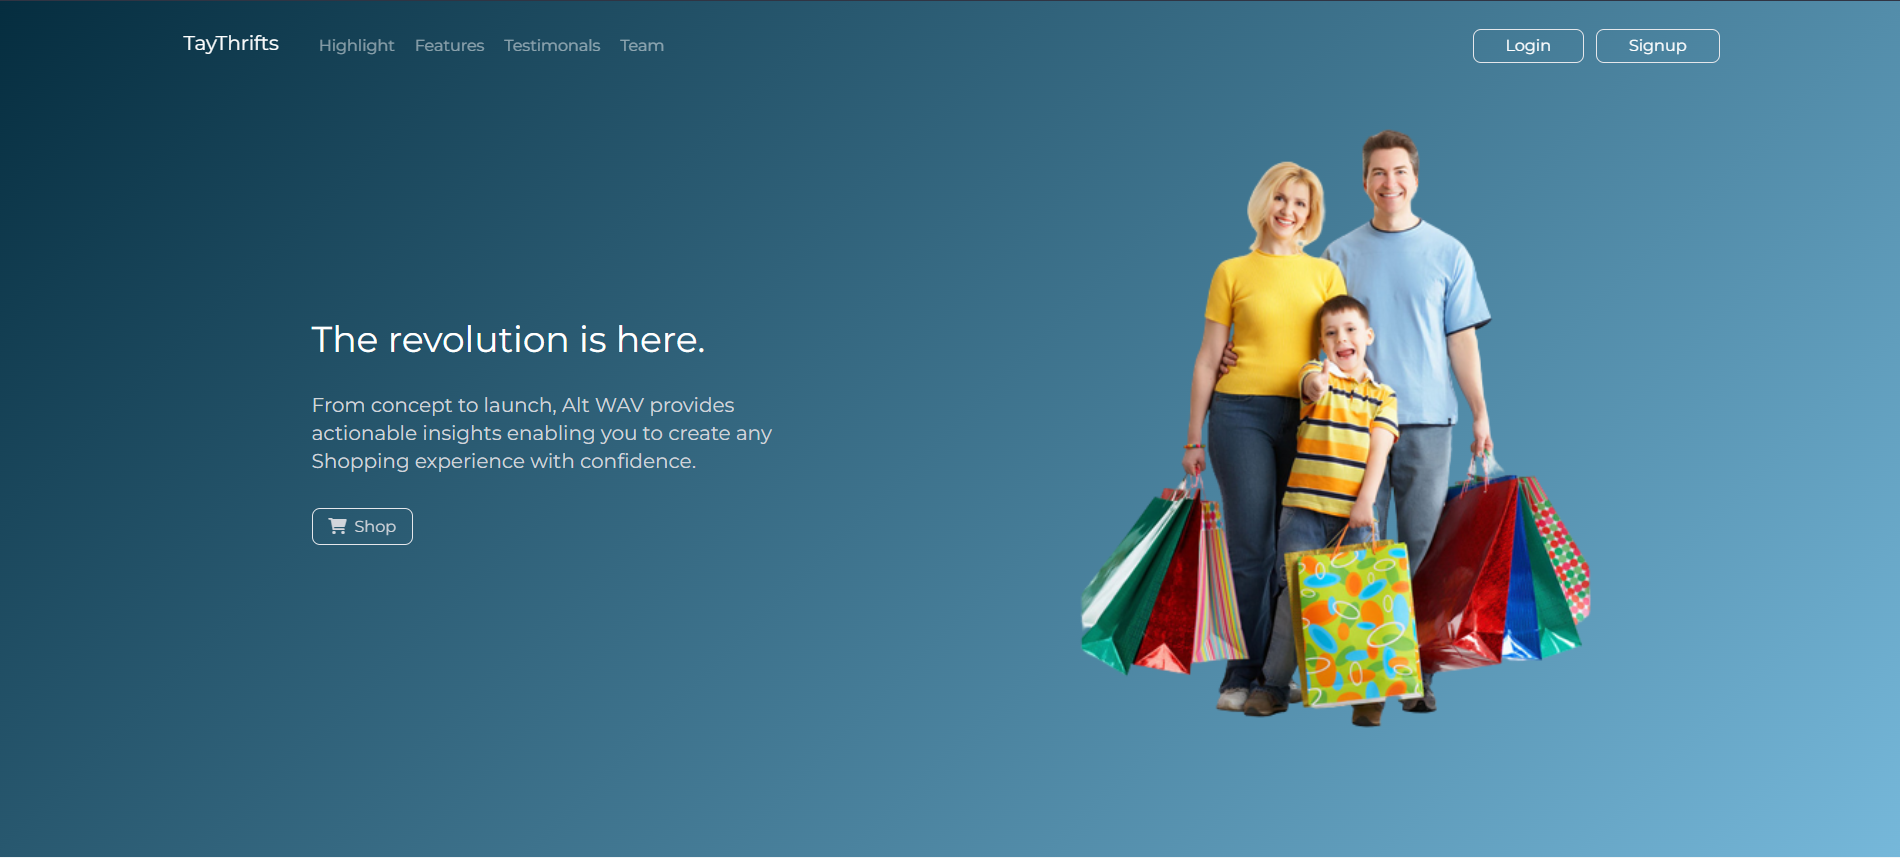 TayThrifts
Highlight Features Testimonals Team
Login Signup
The revolution is here.
From concept to launch, Alt WAV provides
actionable insights enabling you to create any
Shopping experience with confidence.
Shop